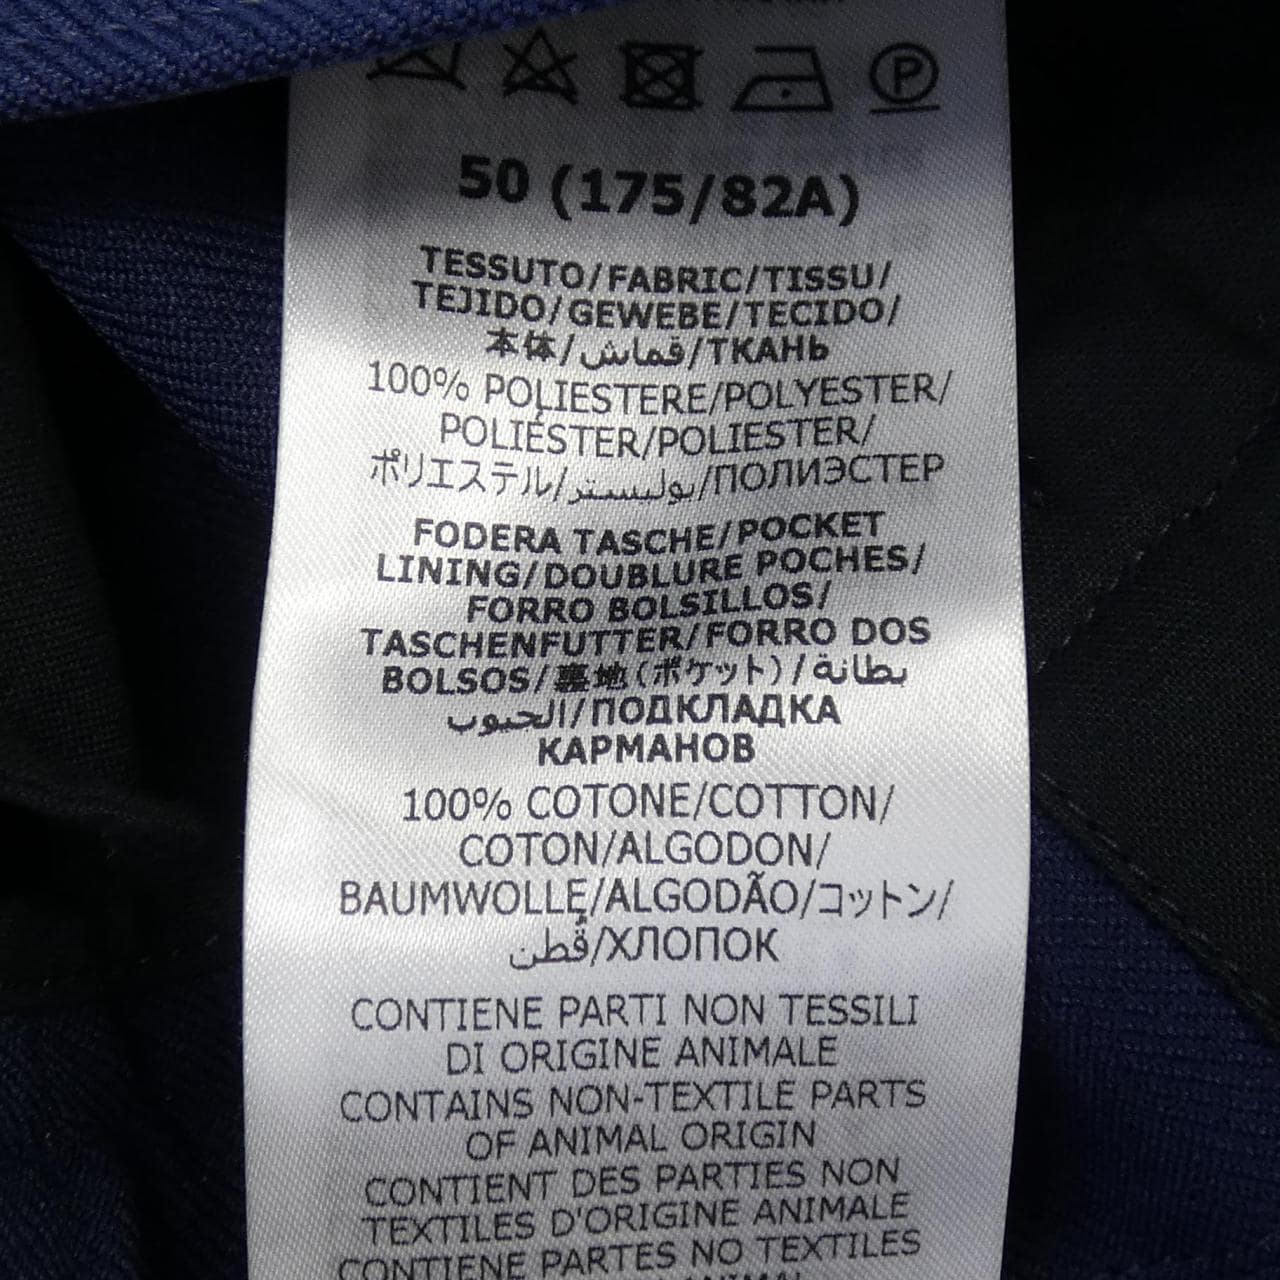 P
50 (175/82A)
TESSUTO/FABRIC/TISSU/
TEJIDO/GEWEBE/TECIDO/
本体/قماش/ТКАНЬ
100% POLIESTERE/POLYESTER/
POLIÉSTER/POLIESTER/
ポリエステル/بوليستر/ПОЛИЭСТЕР
FODERA TASCHE/POCKET
LINING/DOUBLURE POCHES/
FORRO BOLSILLOS/
TASCHENFUTTER/FORRO DOS
BOLSOS/裏地(ポケット)/بطانة
الجيوب/ПОДКЛАДКА
КАРМАНОВ
100% COTONE/COTTON/
COTON/ALGODON/
BAUMWOLLE/ALGODÃO/コットン/
قطن/ХЛОПОК
CONTIENE PARTI NON TESSILI
DI ORIGINE ANIMALE
CONTAINS NON-TEXTILE PARTS
OF ANIMAL ORIGIN
CONTIENT DES PARTIES NON
TEXTILES D'ORIGINE ANIMALE
CONTIENE PARTES NO TEXTILES